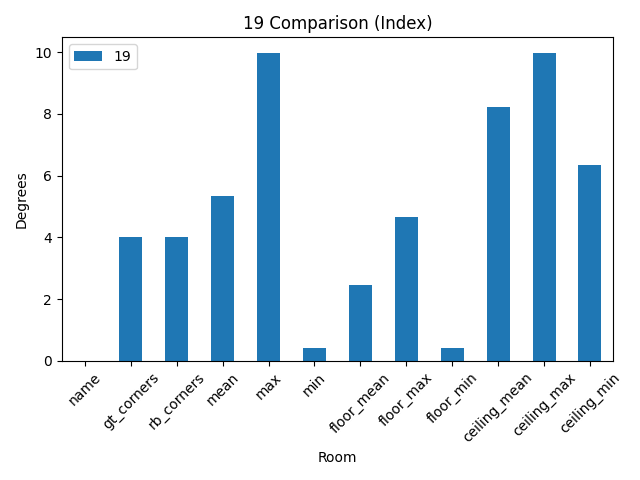 19 Comparison (Index)
19
Degrees
10
8
6
4
2
0
name
gt_corners
rb_corners
mean
max
min
floor_mean
floor_max
floor_min
ceiling_mean
ceiling_max
ceiling_min
Room